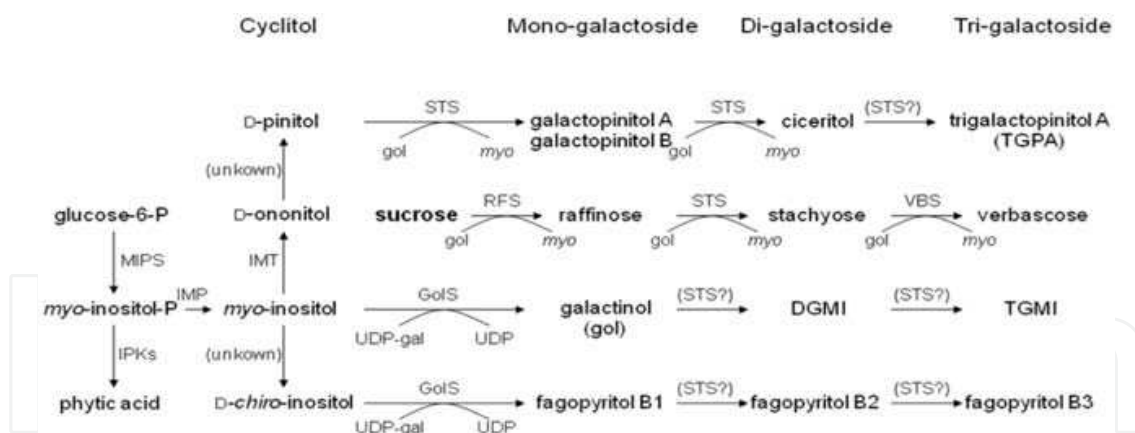 Cyclitol Mono-galactoside Di-galactoside Tri-galactoside
STS STS (STS?)
D-pinitol galactopinitol A ciceritol trigalactopinitol A
galactopinitol B (TGPA)
gol myo gol myo
(unkown)
RFS STS VBS
glucose-6-P D-ononitol sucrose raffinose stachyose verbascose
gol myo gol myo gol myo
MIPS IMT
IMP GolS (STS?) (STS?)
myo-inositol-P myo-inositol galactinol DGMI TGMI
(gol)
UDP-gal UDP
IPKs (unkown)
GolS (STS?) (STS?)
phytic acid D-chiro-inositol fagopyritol B1 fagopyritol B2 fagopyritol B3
UDP-gal UDP